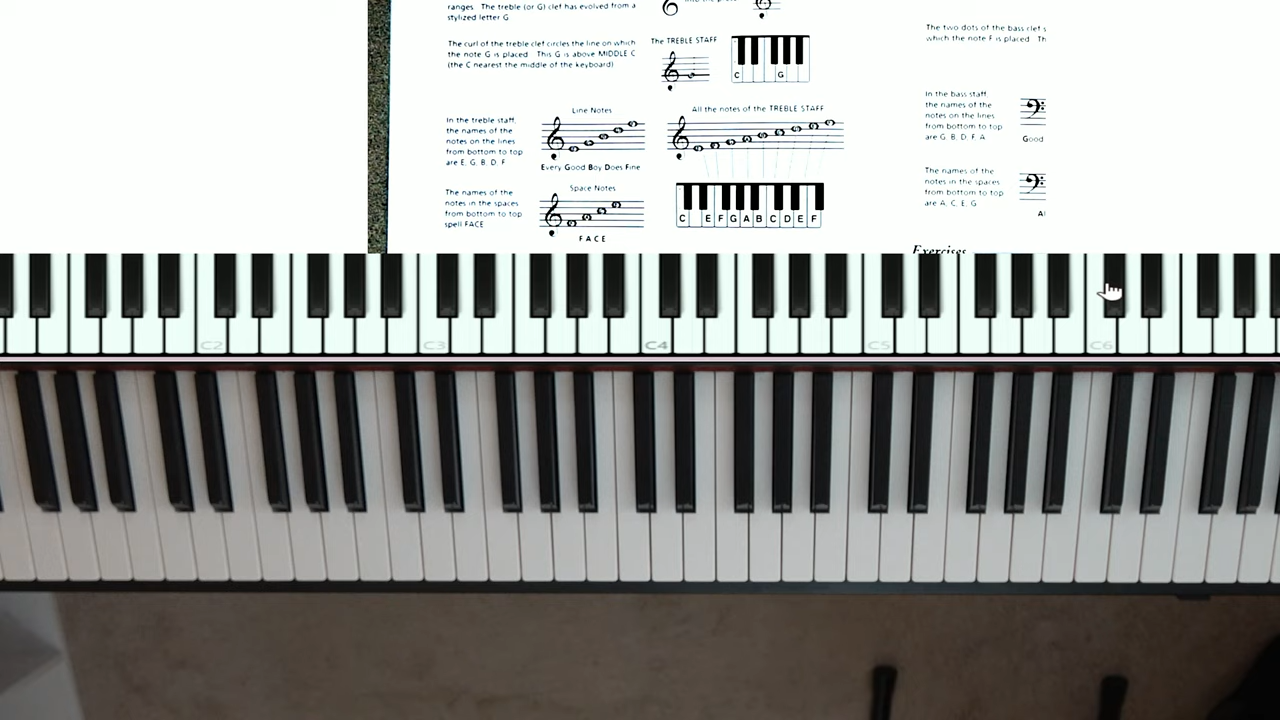 ranges. The treble (or G) clef has evolved from a
stylized letter G
The curl of the treble clef circles the line on which
the note G is placed. This G is above MIDDLE C
(the C nearest the middle of the keyboard)
The TREBLE STAFF
C G
In the treble staff,
the names of the
notes on the lines
from bottom to top
are E, G, B, D, F
Line Notes
Every Good Boy Does Fine
All the notes of the TREBLE STAFF
The names of the
notes in the spaces
from bottom to top
spell FACE
Space Notes
F A C E
C E F G A B C D E F
The two dots of the bass clef s
which the note F is placed. Th
In the bass staff,
the names of the
notes on the lines
from bottom to top
are G, B, D, F, A
Good
The names of the
notes in the spaces
from bottom to top
are A, C, E, G
Al
Exercises
C2 C3 C4 C5 C6